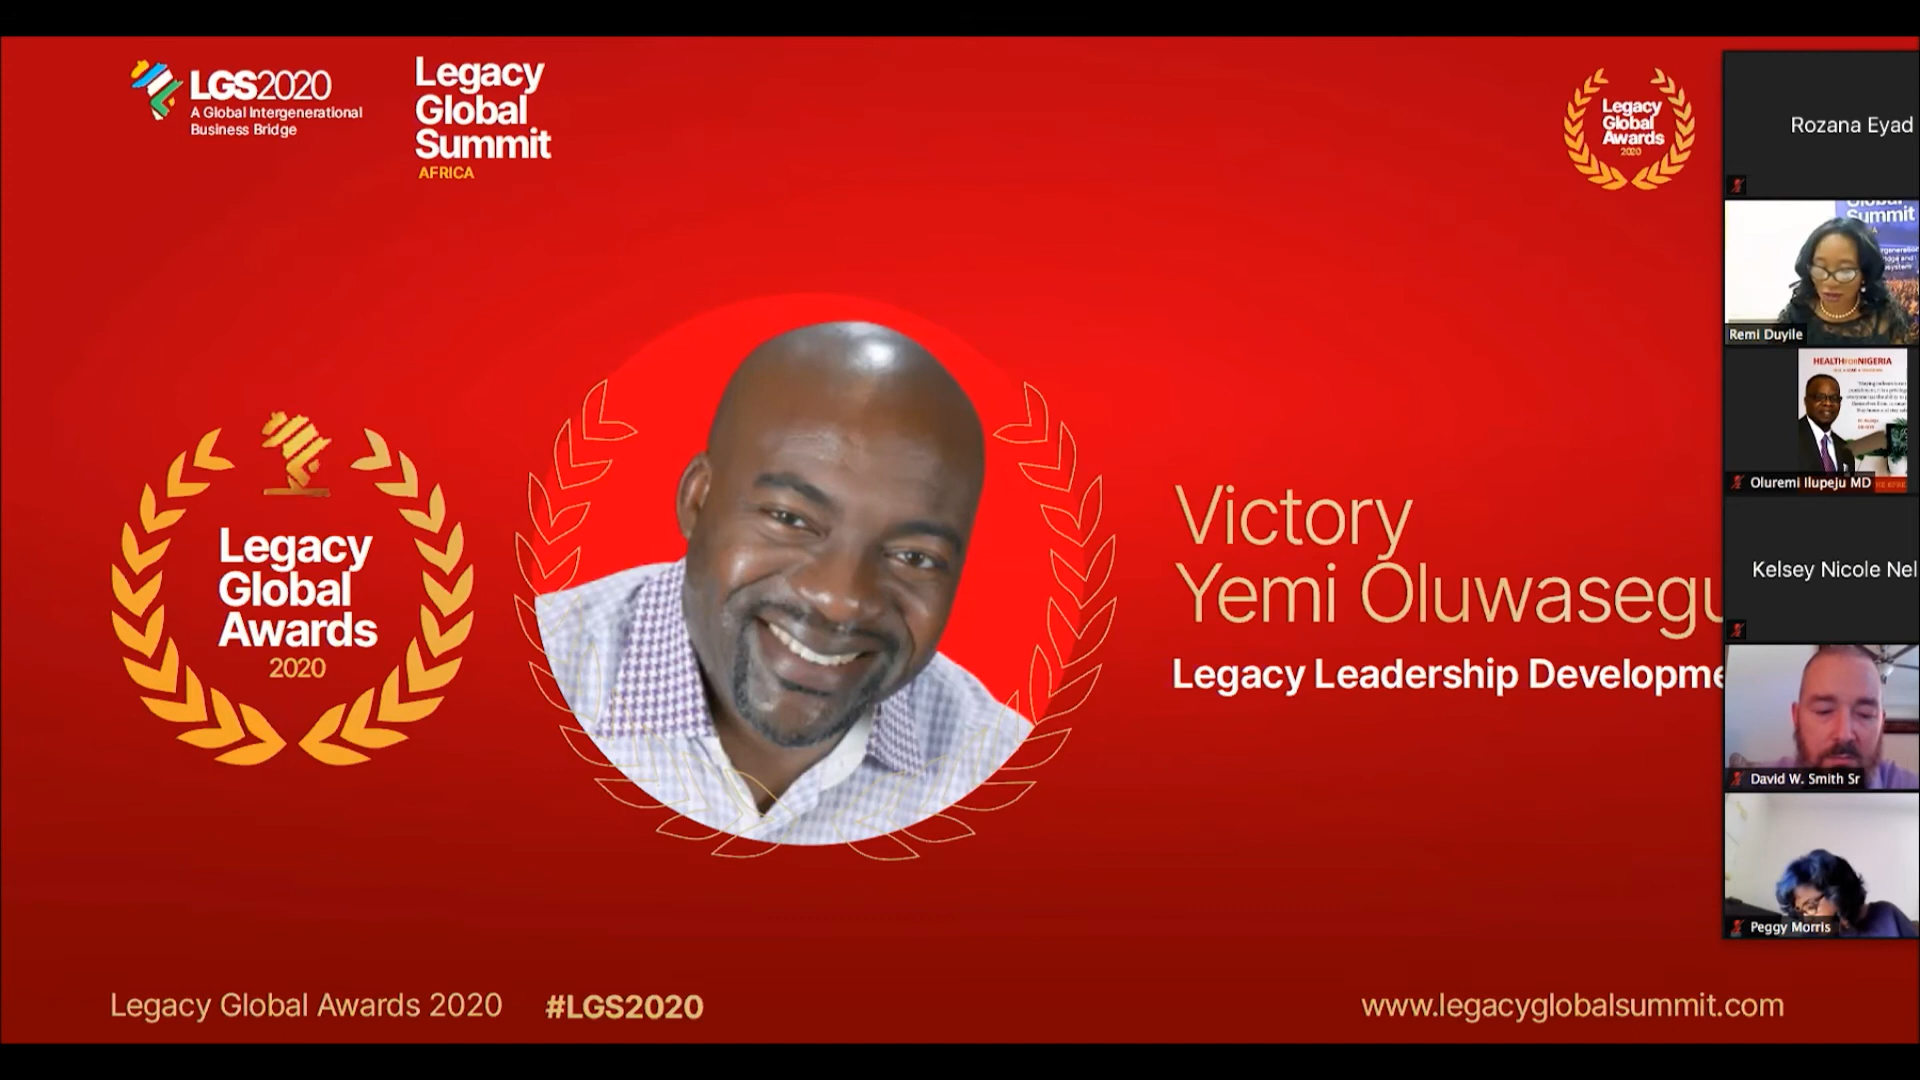 LGS2020
A Global Intergenerational
Business Bridge
Legacy
Global
Summit
AFRICA
Legacy
Global
Awards
2020
Rozana Eyad
Summit
Remi Duyile
HEALTHFORNIGERIA
Oluremi Ilupeju MD
Kelsey Nicole Nel
David W. Smith Sr
Peggy Morris
Legacy
Global
Awards
2020
Victory
Yemi Oluwasegu
Legacy Leadership Developme
Legacy Global Awards 2020
#LGS2020
www.legacyglobalsummit.com